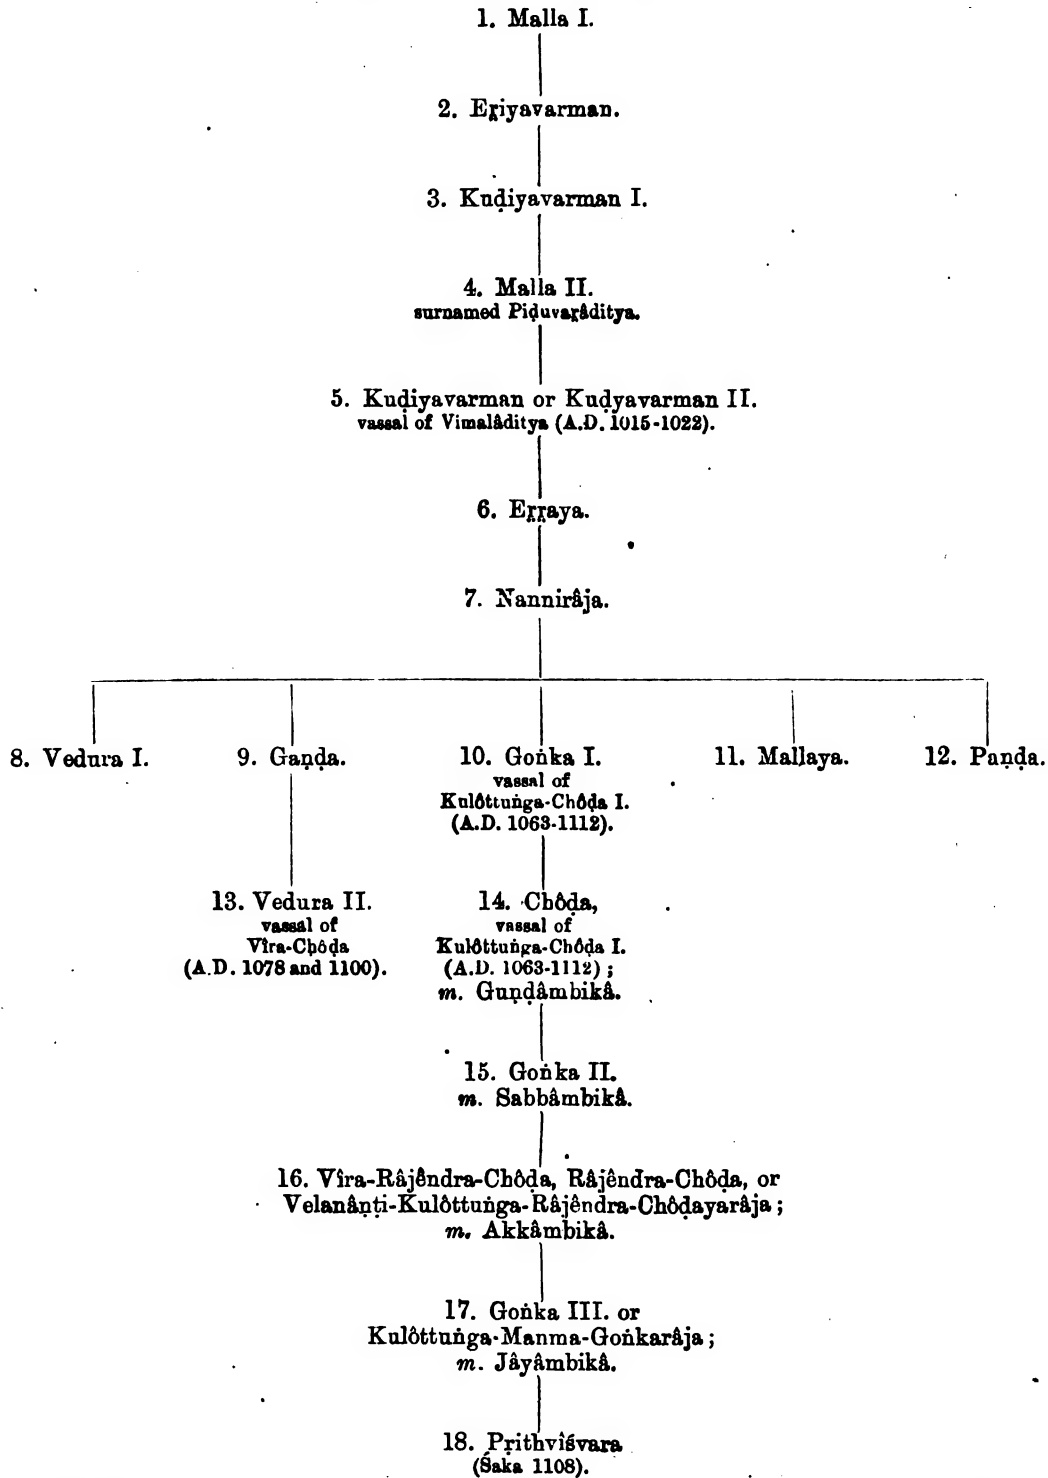 1. Malla I.
2. Eṟiyavarman.
3. Kuḍiyavarman I.
4. Malla II.
surnamed Piḍuvaṟâditya.
5. Kuḍiyavarman or Kuḍyavarman II.
vassal of Vimalâditya (A.D. 1015-1022).
6. Eṟṟaya.
7. Nannirâja.
8. Vedura I. 9. Gaṇḍa. 10. Goṅka I. 11. Mallaya. 12. Paṇḍa.
vassal of
Kulôttuṅga-Chôḍa I.
(A.D. 1063-1112).
13. Vedura II. 14. Chôḍa,
vassal of vassal of
Vîra-Chôḍa Kulôttuṅga-Chôḍa I.
(A.D. 1078 and 1100). (A.D. 1063-1112) ;
m. Guṇḍâmbikâ.
15. Goṅka II.
m. Sabbâmbikâ.
16. Vîra-Râjêndra-Chôḍa, Râjêndra-Chôḍa, or
Velanâṇṭi-Kulôttuṅga-Râjêndra-Chôḍayarâja ;
m. Akkâmbikâ.
17. Goṅka III. or
Kulôttuṅga-Manma-Goṅkarâja ;
m. Jâyâmbikâ.
18. Pṛithvîśvara
(Śaka 1108).